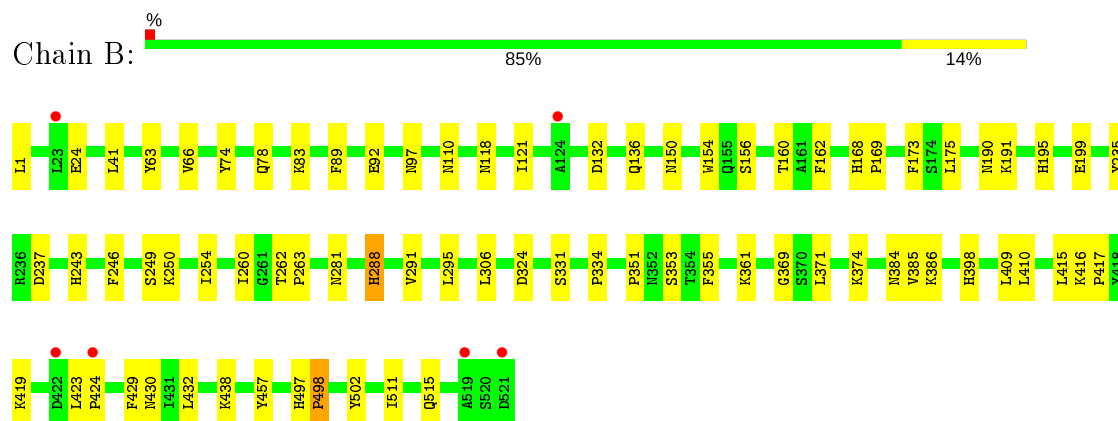 %
Chain B:
85% 14%
L1 L23 E24 L41 Y63 V66 Y74 Q78 K83 F89 E92 N97 N110 N118 I121 A124 D132 Q136 N150 W154 Q155 S156 T160 A161 F162 H168 P169 F173 S174 L175 N190 K191 H195 E199 Y235
R236 D237 H243 F246 S249 K250 I254 I260 G261 T262 P263 N281 H288 V291 L295 L306 D324 S331 P334 P351 N352 S353 T354 F355 K361 G369 S370 L371 K374 N384 V385 K386 H398 L409 L410 L415 K416 P417 Y418
K419 D422 L423 P424 F429 N430 I431 L432 K438 Y457 H497 P498 Y502 I511 Q515 A519 S520 D521